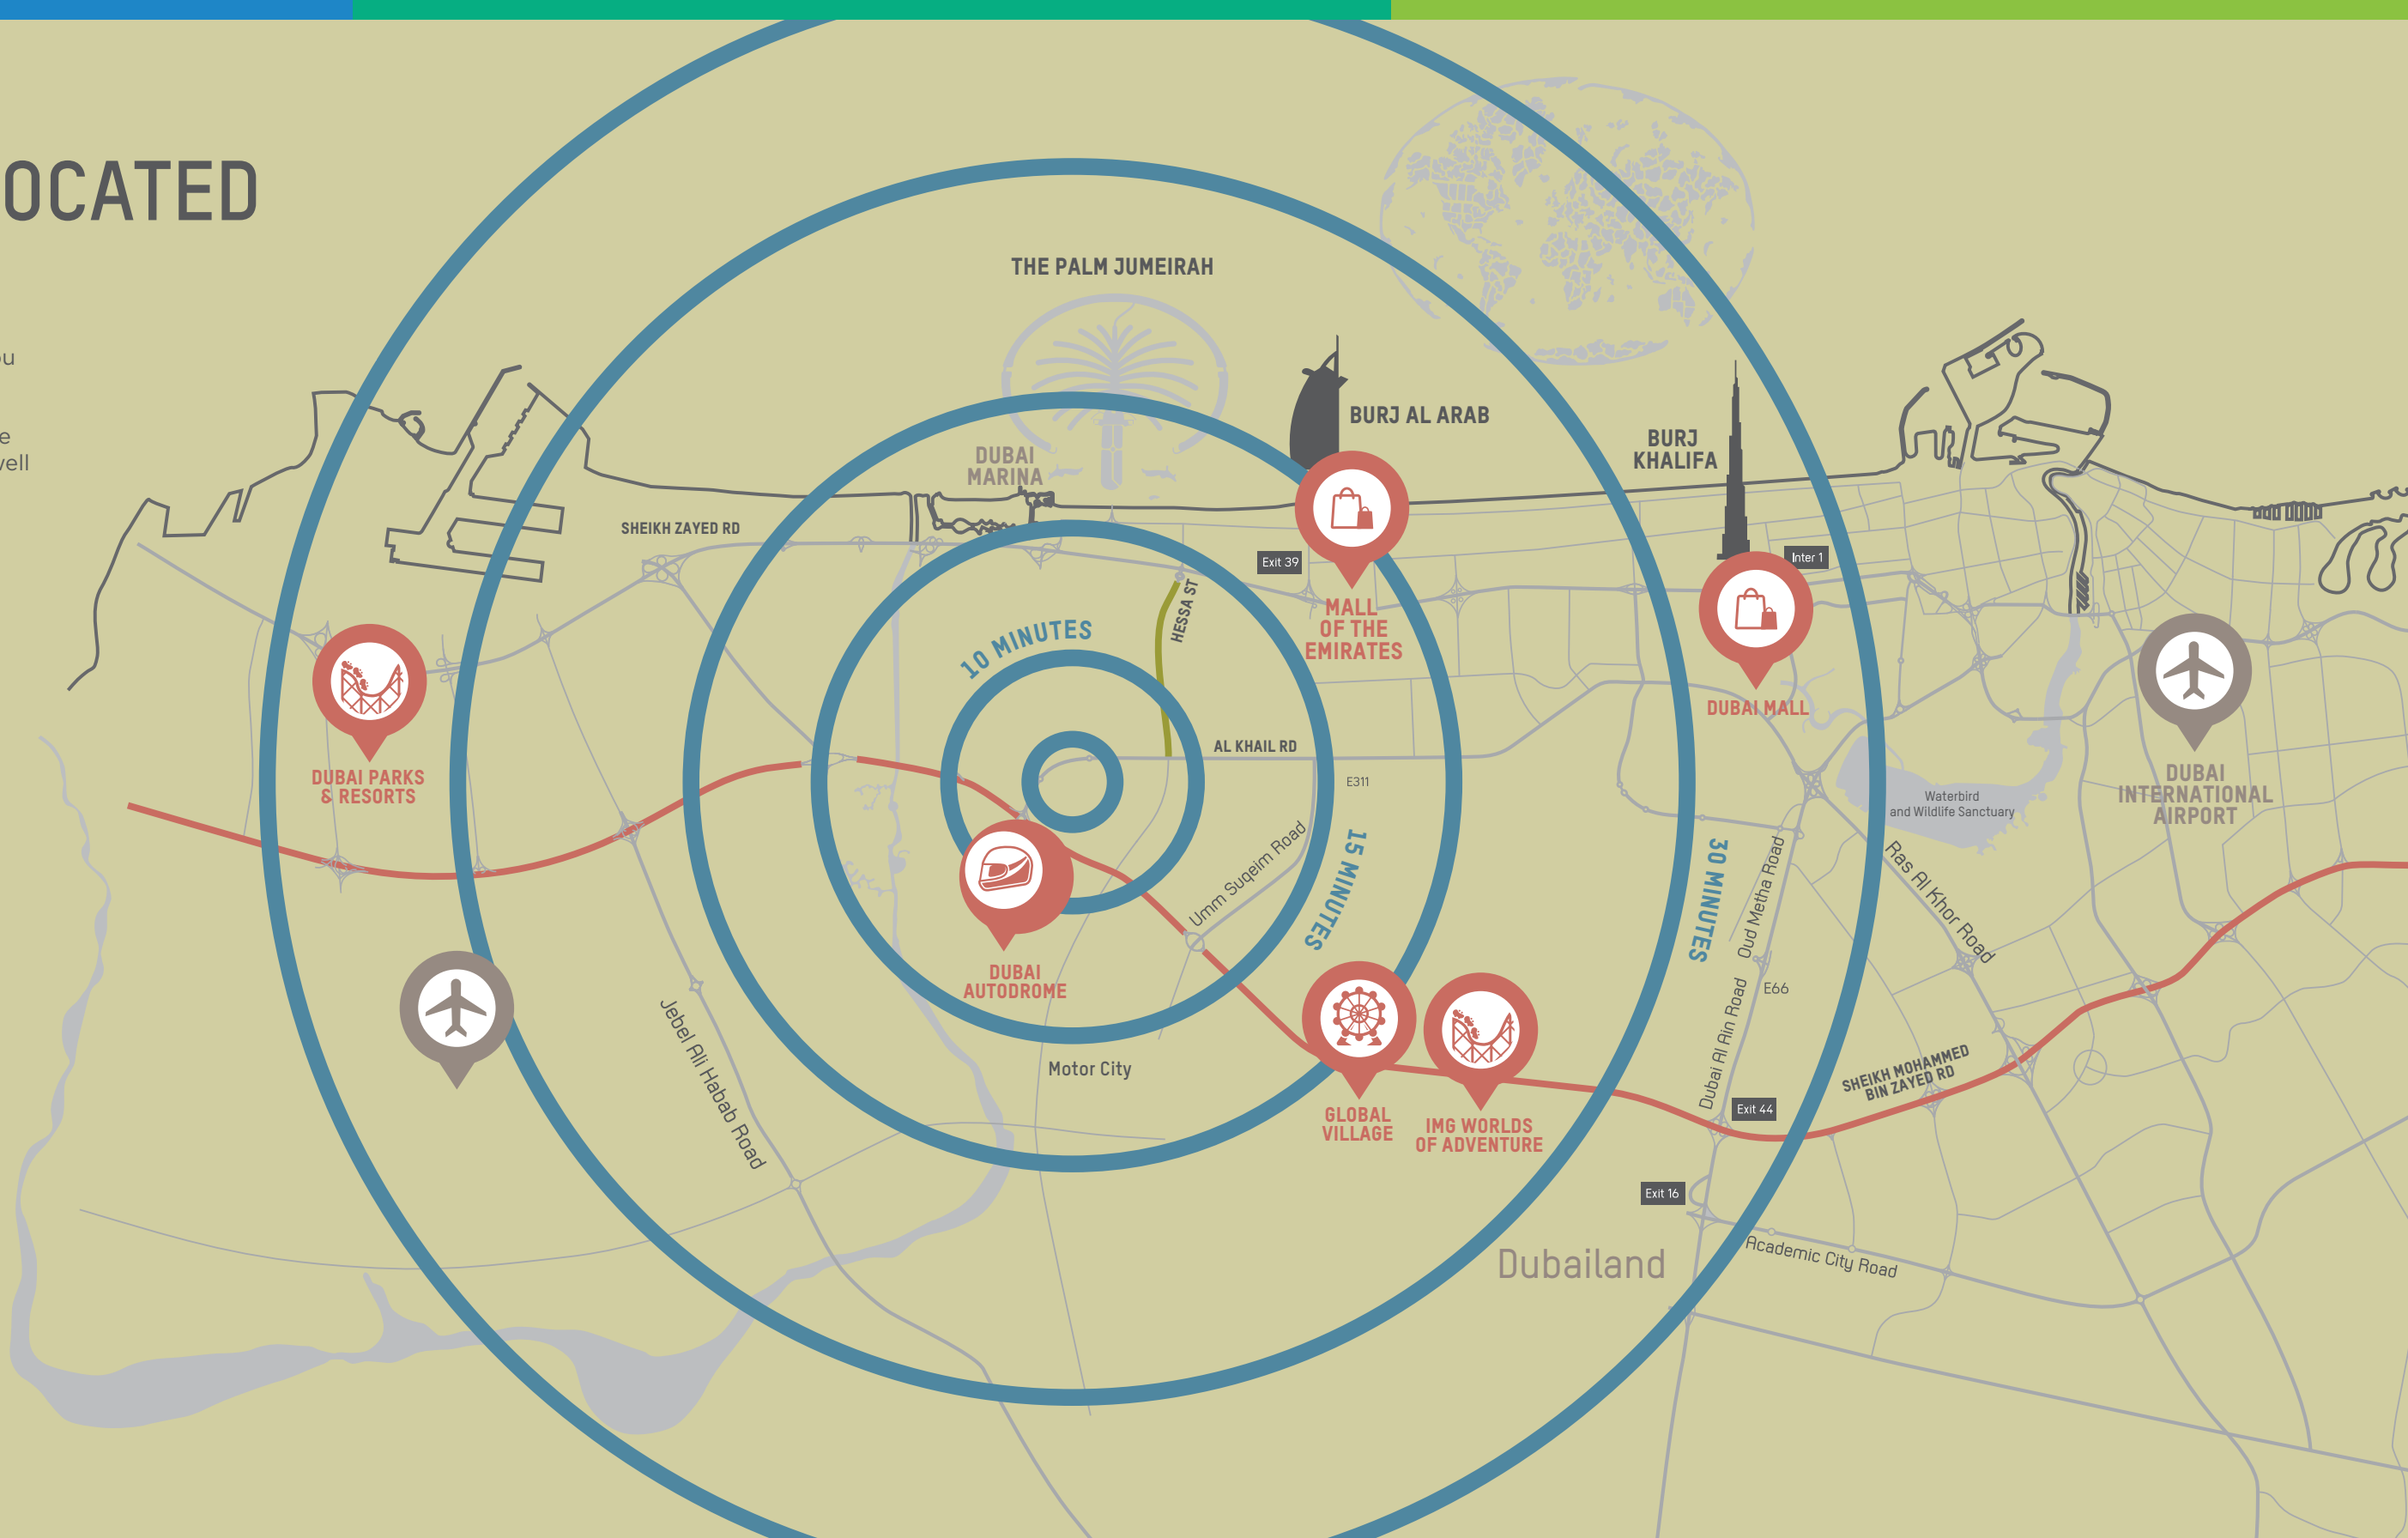 OCATED
ou
e
well
THE PALM JUMEIRAH
BURJ AL ARAB
BURJ
KHALIFA
DUBAI
MARINA
SHEIKH ZAYED RD
Exit 39
Inter 1
HESSA ST
MALL
OF THE
EMIRATES
10 MINUTES
DUBAI MALL
AL KHAIL RD
E311
DUBAI PARKS
& RESORTS
DUBAI
INTERNATIONAL
AIRPORT
Waterbird
and Wildlife Sanctuary
Umm Suqeim Road
15 MINUTES
30 MINUTES
Oud Metha Road
Ras Al Khor Road
DUBAI
AUTODROME
E66
Dubai Al Ain Road
Jebel Ali Habab Road
Motor City
SHEIKH MOHAMMED
BIN ZAYED RD
Exit 44
GLOBAL
VILLAGE
IMG WORLDS
OF ADVENTURE
Exit 16
Dubailand
Academic City Road